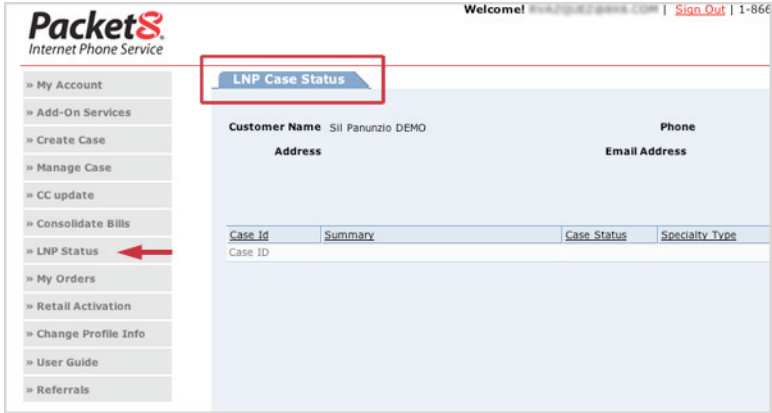 Welcome! | Sign Out | 1-866
Packet8
Internet Phone Service
» My Account
» Add-On Services
» Create Case
» Manage Case
» CC update
» Consolidate Bills
» LNP Status
» My Orders
» Retail Activation
» Change Profile Info
» User Guide
» Referrals
LNP Case Status
Customer Name Sil Panunzio DEMO Phone
Address Email Address
Case Id Summary Case Status Specialty Type
Case ID